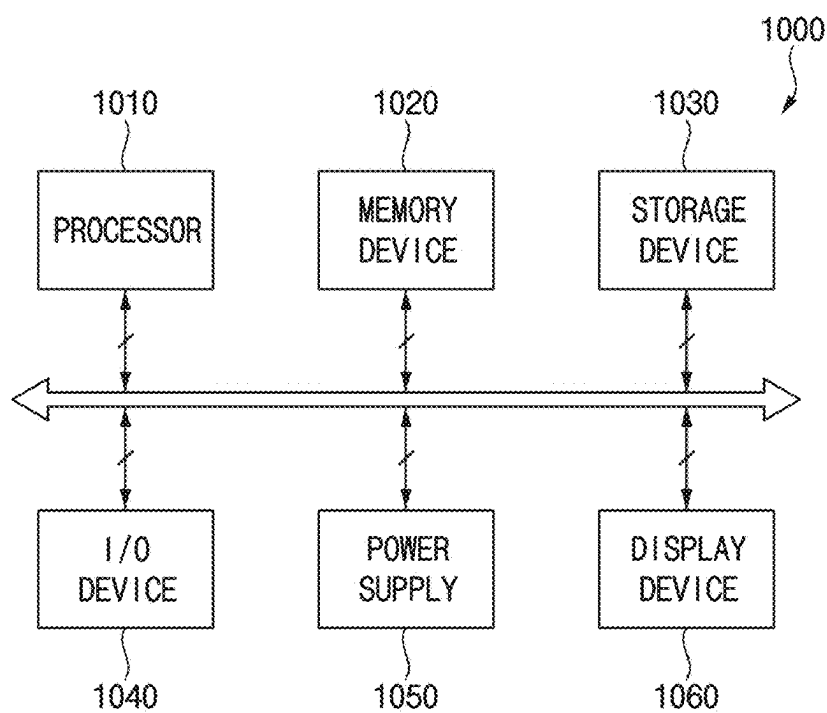 1000
1010
1020
1030
PROCESSOR
MEMORY
DEVICE
STORAGE
DEVICE
I/O
DEVICE
POWER
SUPPLY
DISPLAY
DEVICE
1040
1050
1060